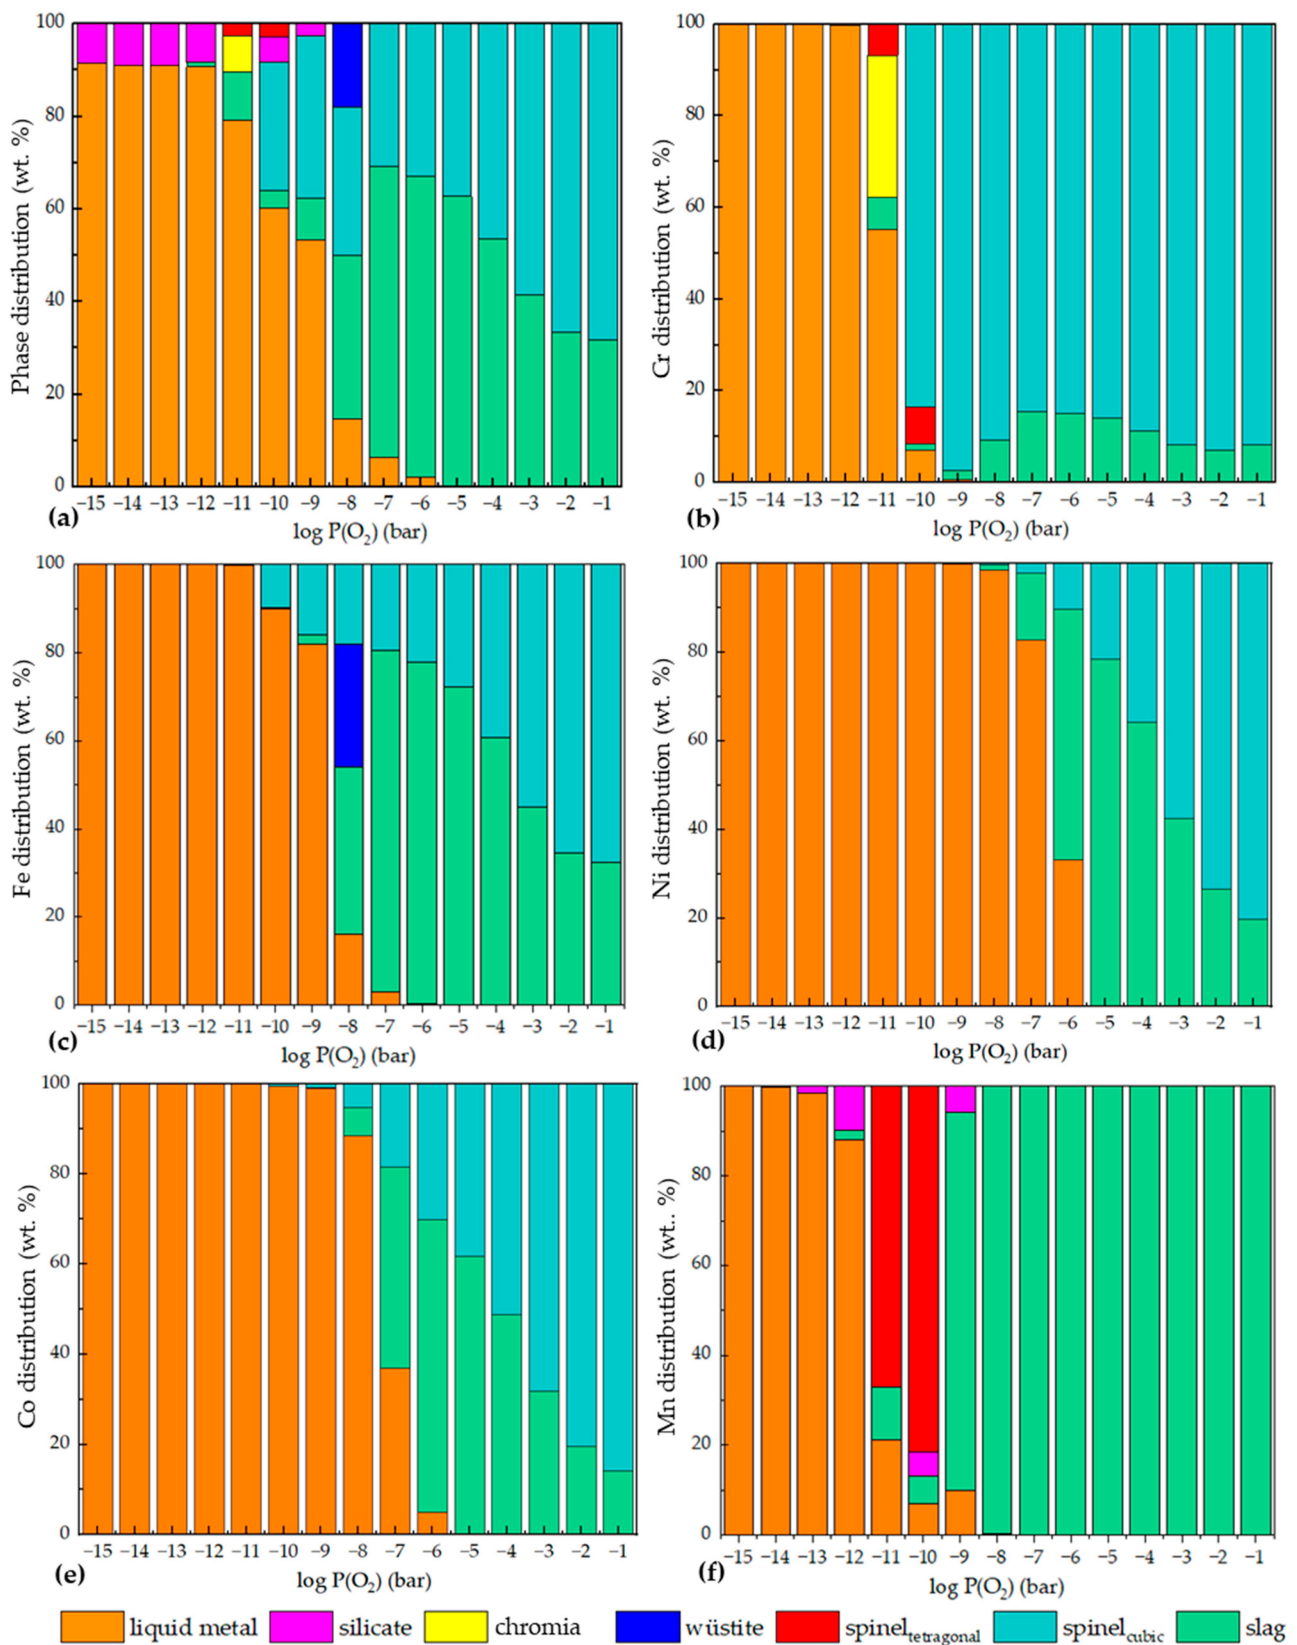 Phase distribution (wt. %)
100
80
60
40
20
0
−15 −14 −13 −12 −11 −10 −9 −8 −7 −6 −5 −4 −3 −2 −1
(a)
log P(O₂) (bar)
Cr distribution (wt. %)
100
80
60
40
20
0
−15 −14 −13 −12 −11 −10 −9 −8 −7 −6 −5 −4 −3 −2 −1
(b)
log P(O₂) (bar)
Fe distribution (wt. %)
100
80
60
40
20
0
−15 −14 −13 −12 −11 −10 −9 −8 −7 −6 −5 −4 −3 −2 −1
(c)
log P(O₂) (bar)
Ni distribution (wt. %)
100
80
60
40
20
0
−15 −14 −13 −12 −11 −10 −9 −8 −7 −6 −5 −4 −3 −2 −1
(d)
log P(O₂) (bar)
Co distribution (wt. %)
100
80
60
40
20
0
−15 −14 −13 −12 −11 −10 −9 −8 −7 −6 −5 −4 −3 −2 −1
(e)
log P(O₂) (bar)
Mn distribution (wt.. %)
100
80
60
40
20
0
−15 −14 −13 −12 −11 −10 −9 −8 −7 −6 −5 −4 −3 −2 −1
(f)
log P(O₂) (bar)
liquid metal silicate chromia wüstite spinel tetragonal spinel cubic slag